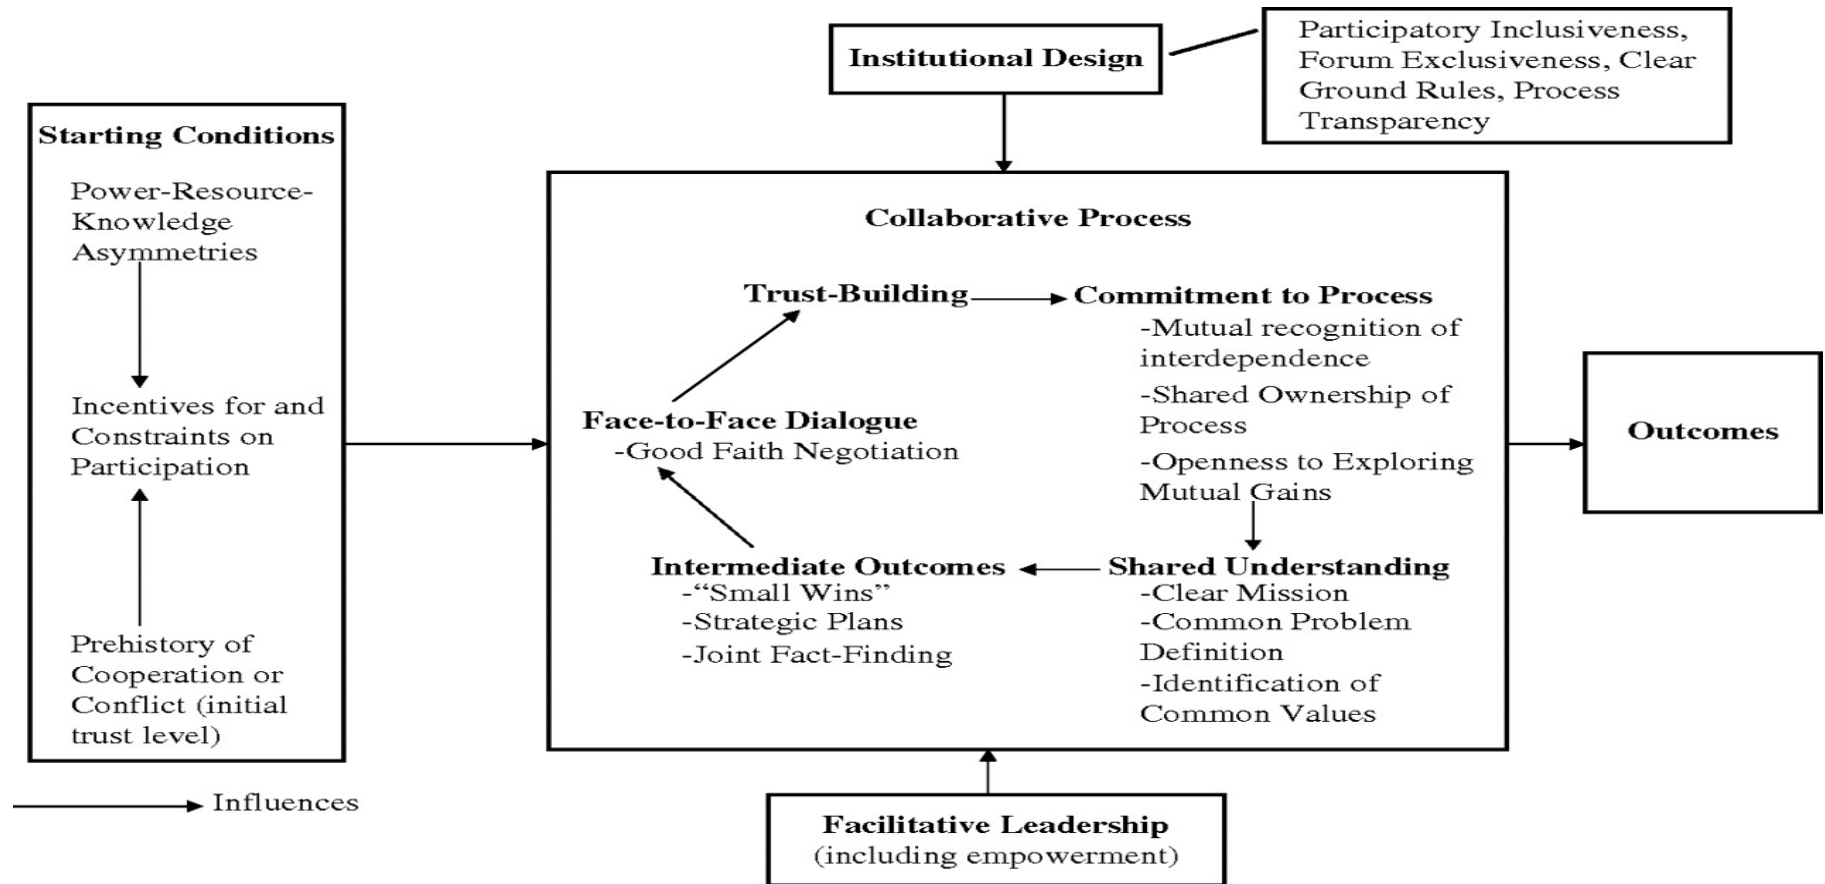 Institutional Design
Participatory Inclusiveness,
Forum Exclusiveness, Clear
Ground Rules, Process
Transparency
Starting Conditions
Power-Resource-
Knowledge
Asymmetries
Incentives for and
Constraints on
Participation
Prehistory of
Cooperation or
Conflict (initial
trust level)
Collaborative Process
Trust-Building
Commitment to Process
-Mutual recognition of
interdependence
-Shared Ownership of
Process
-Openness to Exploring
Mutual Gains
Face-to-Face Dialogue
-Good Faith Negotiation
Intermediate Outcomes
-“Small Wins”
-Strategic Plans
-Joint Fact-Finding
Shared Understanding
-Clear Mission
-Common Problem
Definition
-Identification of
Common Values
Outcomes
Influences
Facilitative Leadership
(including empowerment)